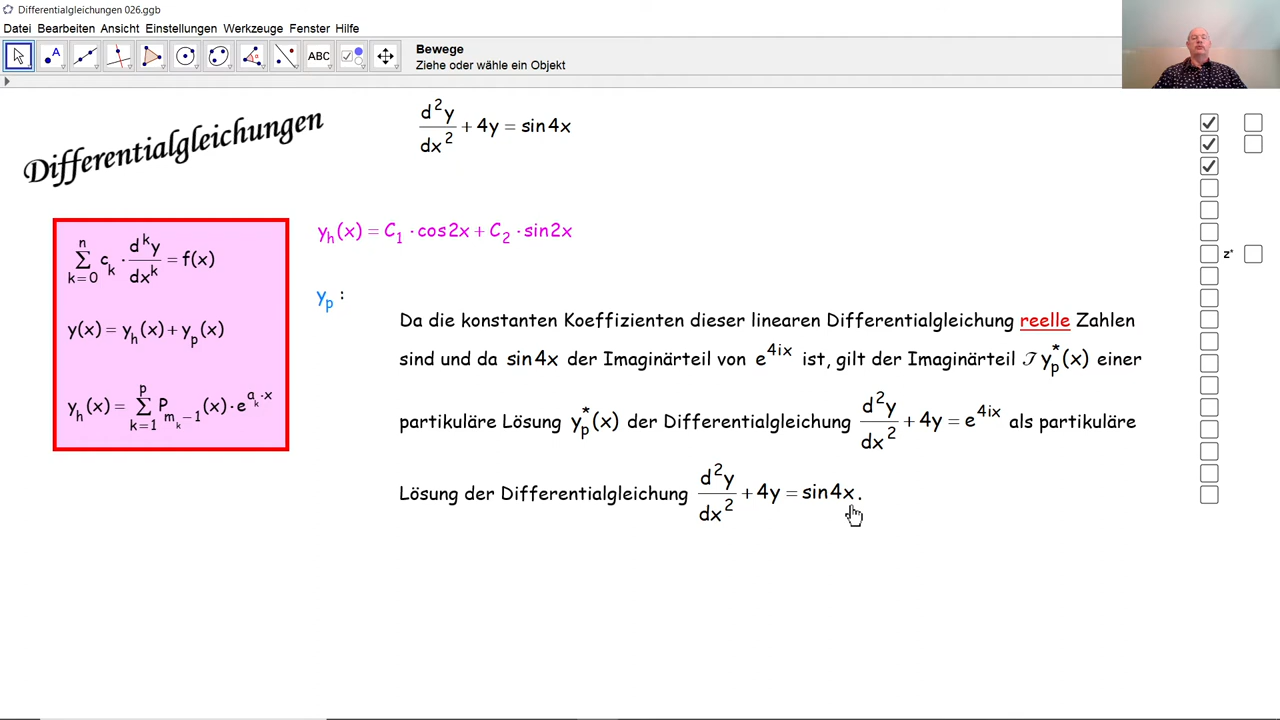 Differentialgleichungen 026.ggb
Datei Bearbeiten Ansicht Einstellungen Werkzeuge Fenster Hilfe
A
ABC
Bewege
Ziehe oder wähle ein Objekt
Differentialgleichungen
d²y/dx² + 4y = sin4x
∑_{k=0}^{n} c_k · d^k y/dx^k = f(x)
y(x) = y_h(x) + y_p(x)
y_h(x) = ∑_{k=1}^{p} P_{m_k−1}(x) · e^{a_k · x}
y_h(x) = C₁ · cos2x + C₂ · sin2x
y_p :
Da die konstanten Koeffizienten dieser linearen Differentialgleichung reelle Zahlen
sind und da sin4x der Imaginärteil von e^{4ix} ist, gilt der Imaginärteil ℐ y_p^*(x) einer
partikuläre Lösung y_p^*(x) der Differentialgleichung d²y/dx² + 4y = e^{4ix} als partikuläre
Lösung der Differentialgleichung d²y/dx² + 4y = sin4x.
z*